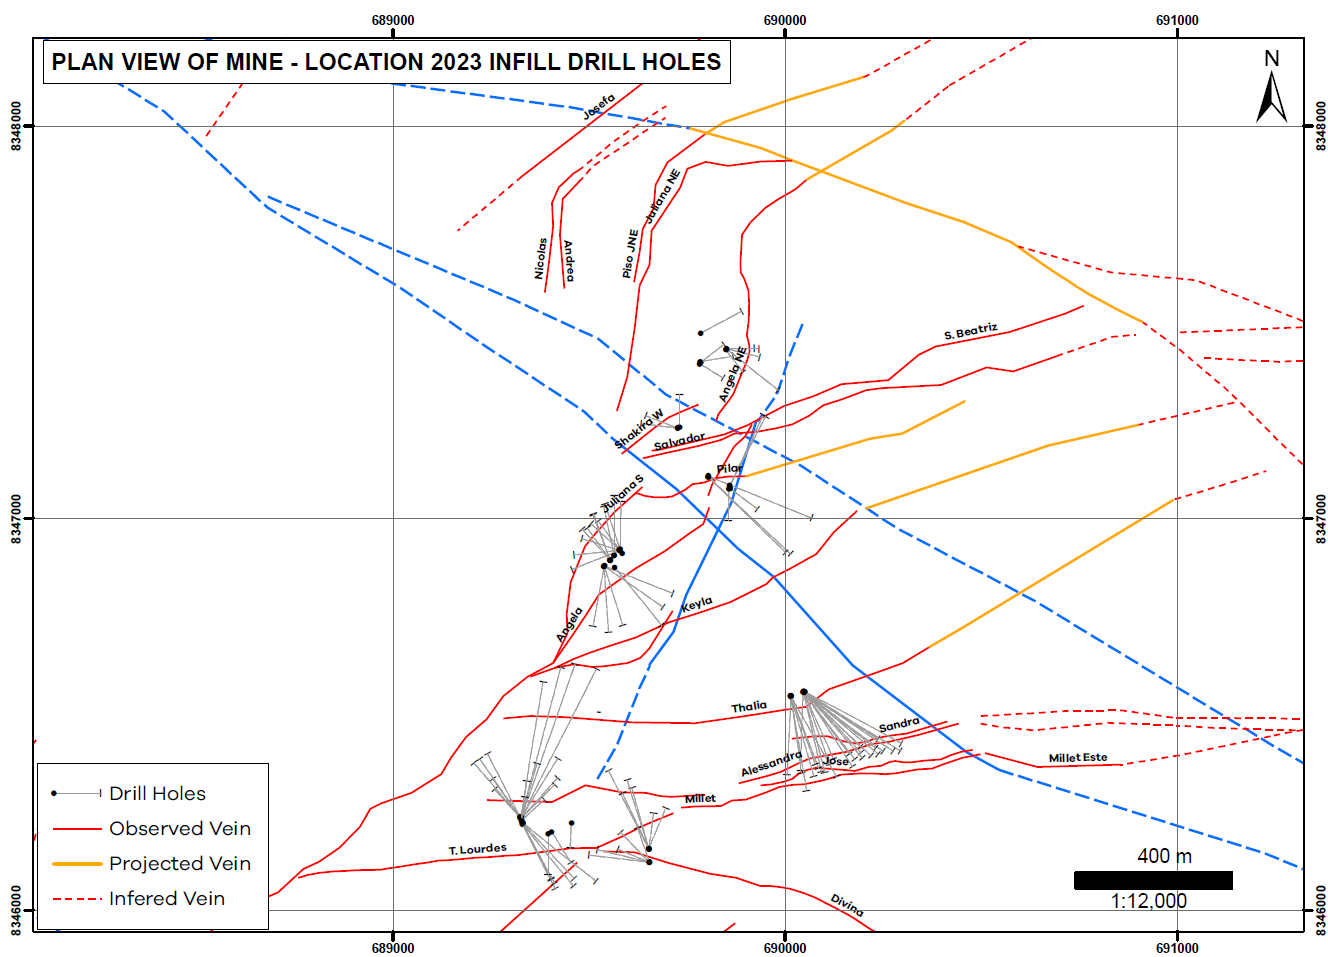 689000
690000
691000
PLAN VIEW OF MINE - LOCATION 2023 INFILL DRILL HOLES
N
8348000
8348000
Josefa
Juliana NE
Piso JNE
Nicolas
Andrea
S. Beatriz
Angela NE
Shakira W
Salvador
Pilar
Juliana S
8347000
8347000
Angela
Keyla
Thalia
Sandra
Alessandra
Jose
Millet Este
Millet
T. Lourdes
Divina
Drill Holes
Observed Vein
Projected Vein
Infered Vein
400 m
1:12,000
8346000
8346000
689000
690000
691000